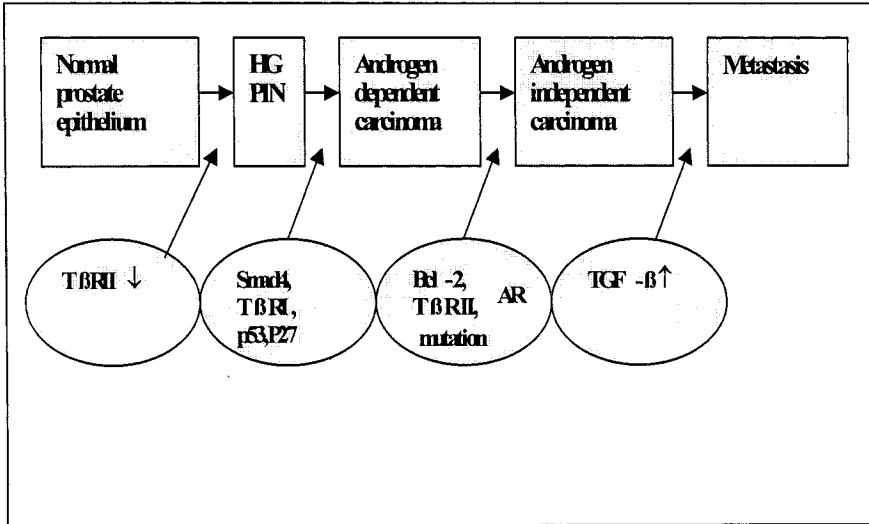 Normal
prostate
epithelium
HG
PIN
Androgen
dependent
carcinoma
Androgen
independent
carcinoma
Metastasis
TßRII ↓
Smad4,
TßRI,
p53,P27
Bcl -2, AR
TßRII,
mutation
TGF -ß↑